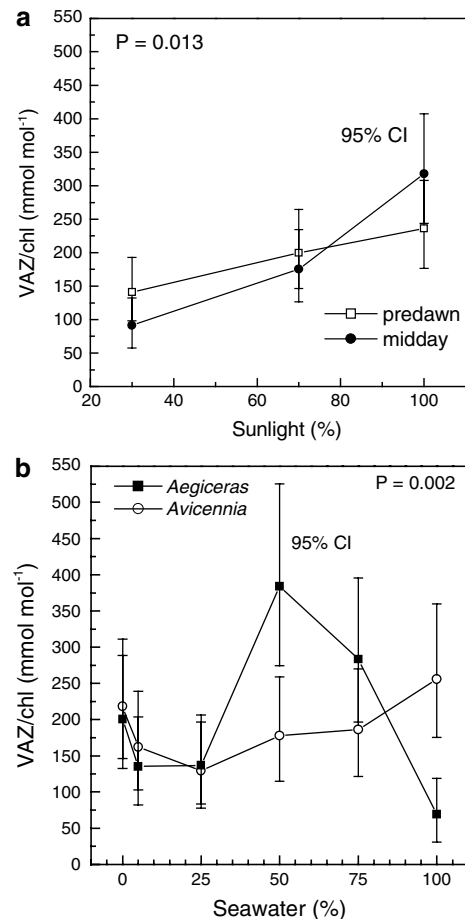 a
P = 0.013
95% CI
predawn
midday
VAZ/chl (mmol mol⁻¹)
550
500
450
400
350
300
250
200
150
100
50
0
20 40 60 80 100
Sunlight (%)
b
Aegiceras
Avicennia
P = 0.002
95% CI
VAZ/chl (mmol mol⁻¹)
550
500
450
400
350
300
250
200
150
100
50
0
0 25 50 75 100
Seawater (%)